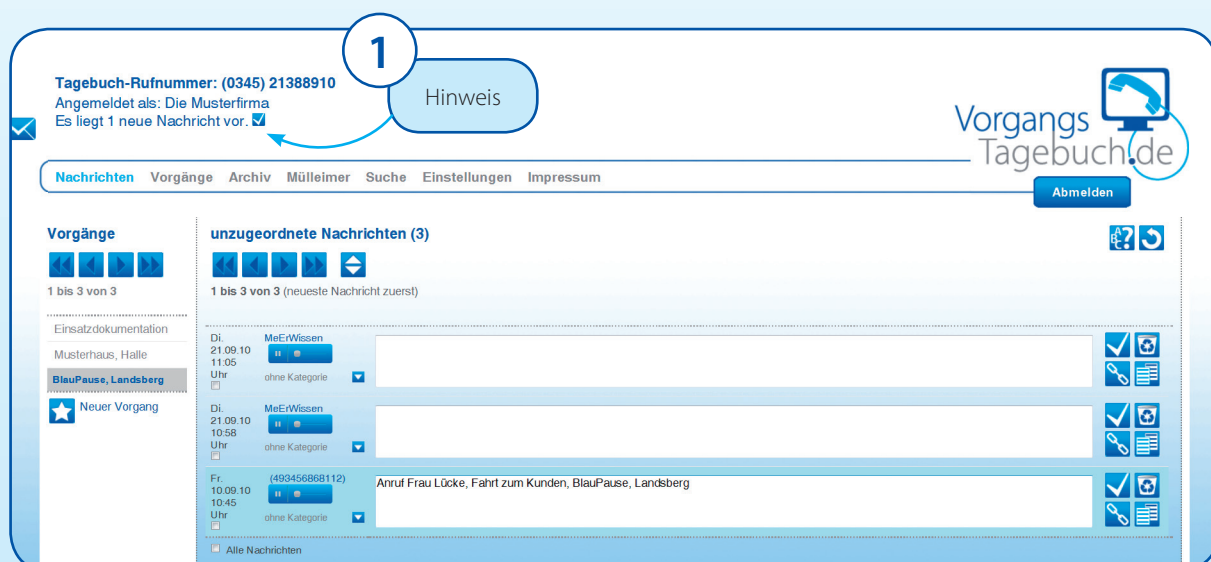 1
Hinweis
Tagebuch-Rufnummer: (0345) 21388910
Angemeldet als: Die Musterfirma
Es liegt 1 neue Nachricht vor.
Vorgangs
Tagebuch.de
Nachrichten Vorgänge Archiv Mülleimer Suche Einstellungen Impressum
Abmelden
Vorgänge
1 bis 3 von 3
Einsatzdokumentation
Musterhaus, Halle
BlauPause, Landsberg
Neuer Vorgang
unzugeordnete Nachrichten (3)
1 bis 3 von 3 (neueste Nachricht zuerst)
Di.
21.09.10
11:05
Uhr
MeErWissen
ohne Kategorie
Di.
21.09.10
10:58
Uhr
MeErWissen
ohne Kategorie
Fr.
10.09.10
10:45
Uhr
(493456868112)
ohne Kategorie
Anruf Frau Lücke, Fahrt zum Kunden, BlauPause, Landsberg
Alle Nachrichten